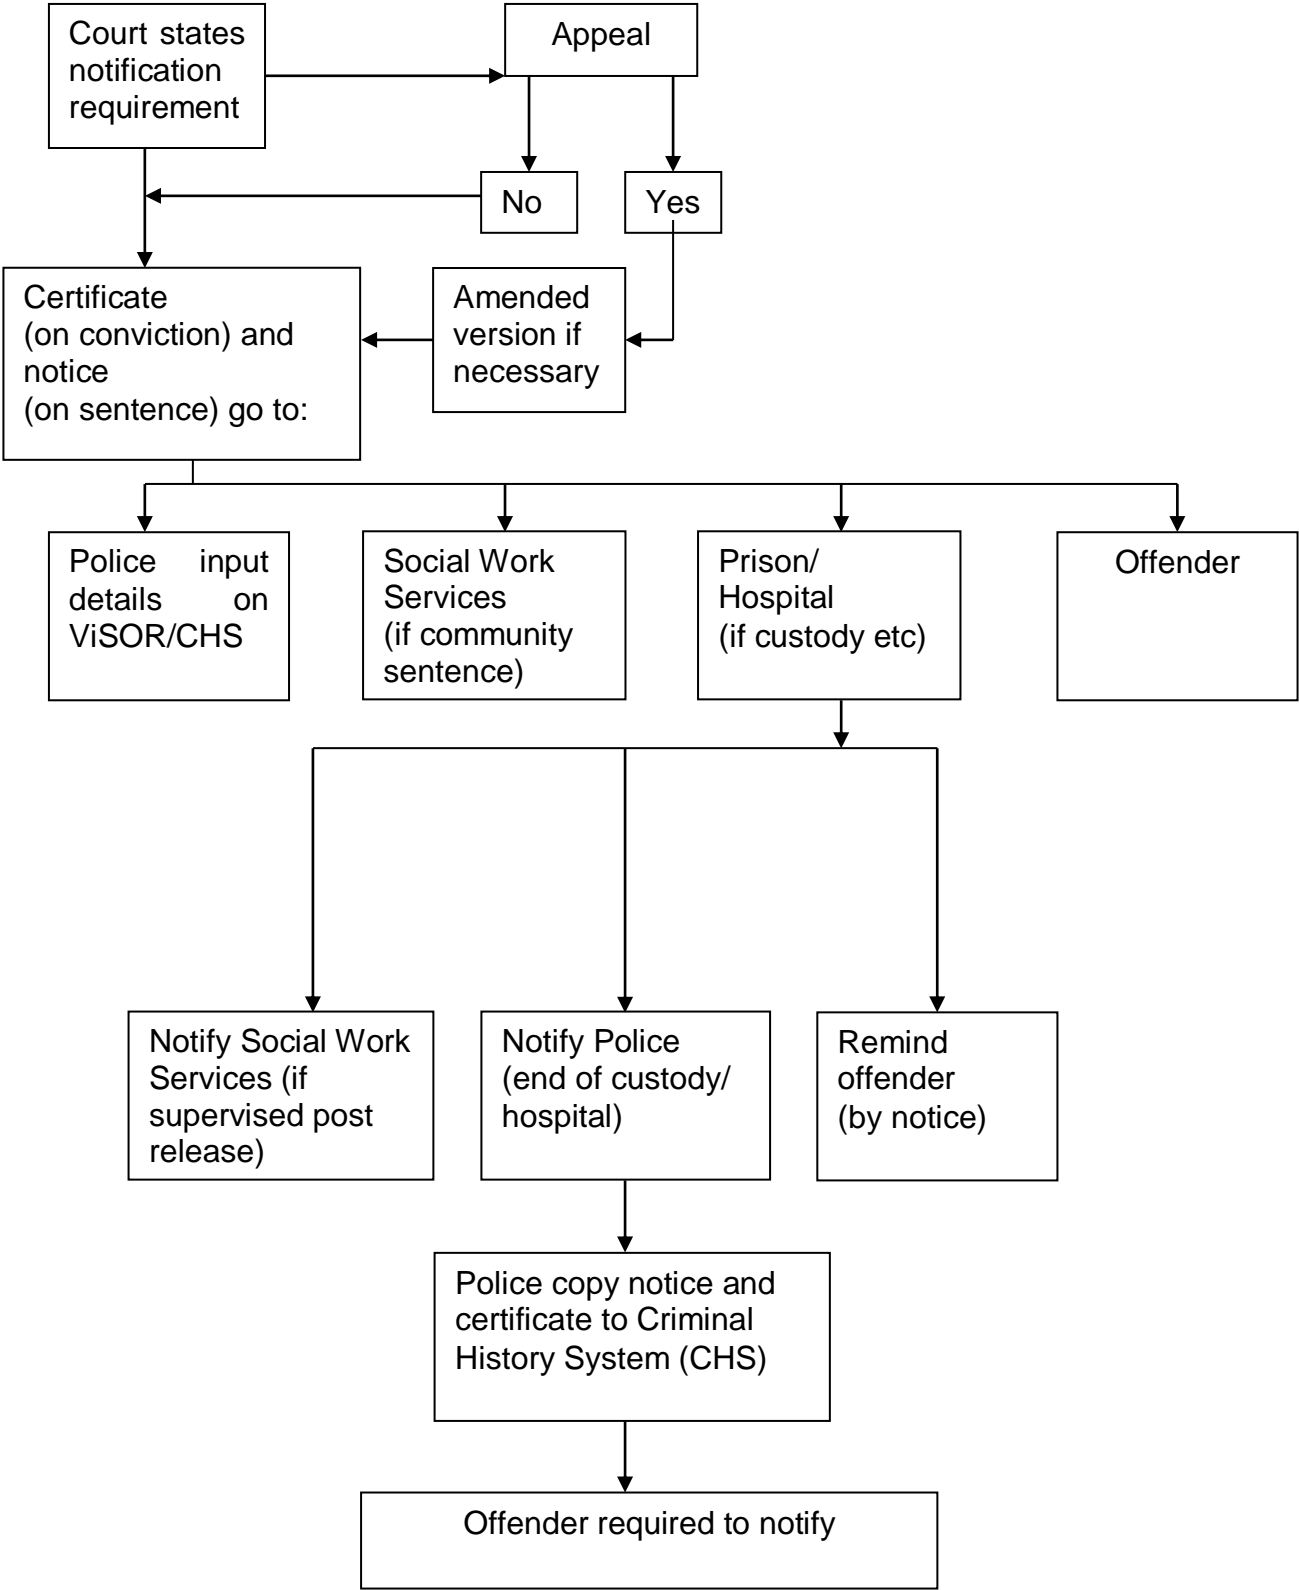 Court states
notification
requirement
Appeal
No
Yes
Certificate
(on conviction) and
notice
(on sentence) go to:
Amended
version if
necessary
Police input
details on
ViSOR/CHS
Social Work
Services
(if community
sentence)
Prison/
Hospital
(if custody etc)
Offender
Notify Social Work
Services (if
supervised post
release)
Notify Police
(end of custody/
hospital)
Remind
offender
(by notice)
Police copy notice and
certificate to Criminal
History System (CHS)
Offender required to notify